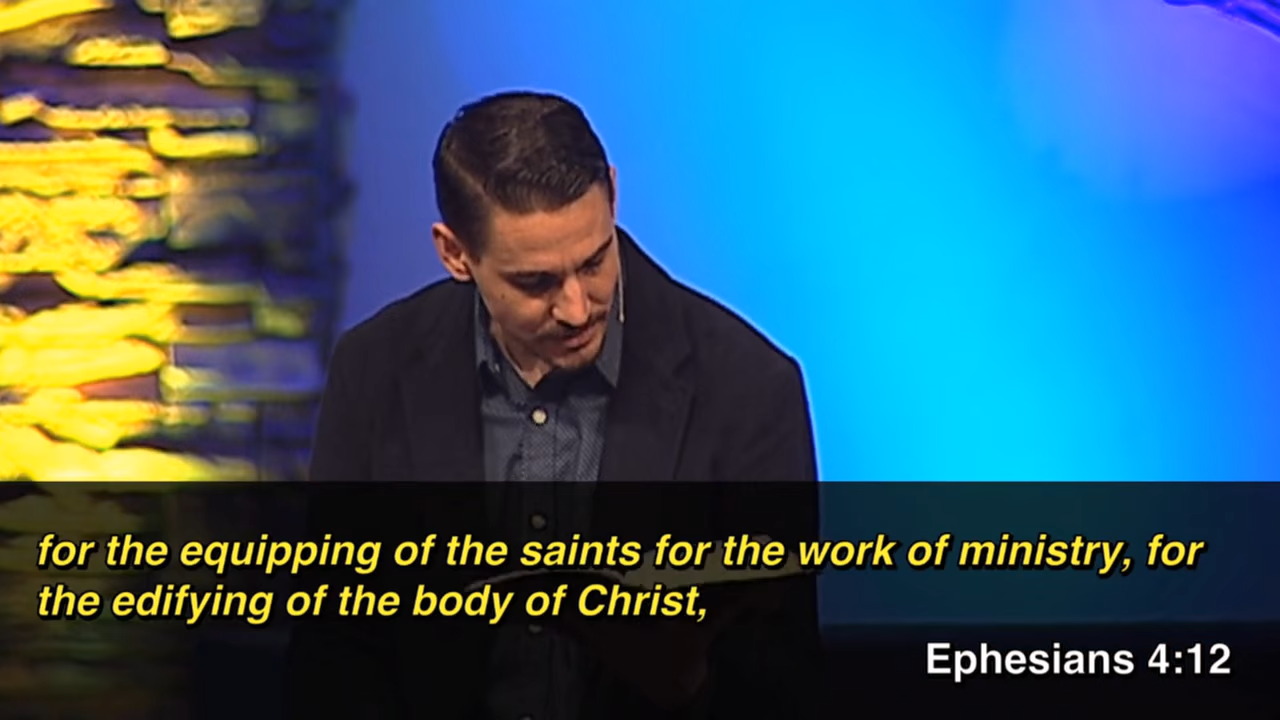 for the equipping of the saints for the work of ministry, for
the edifying of the body of Christ,
Ephesians 4:12